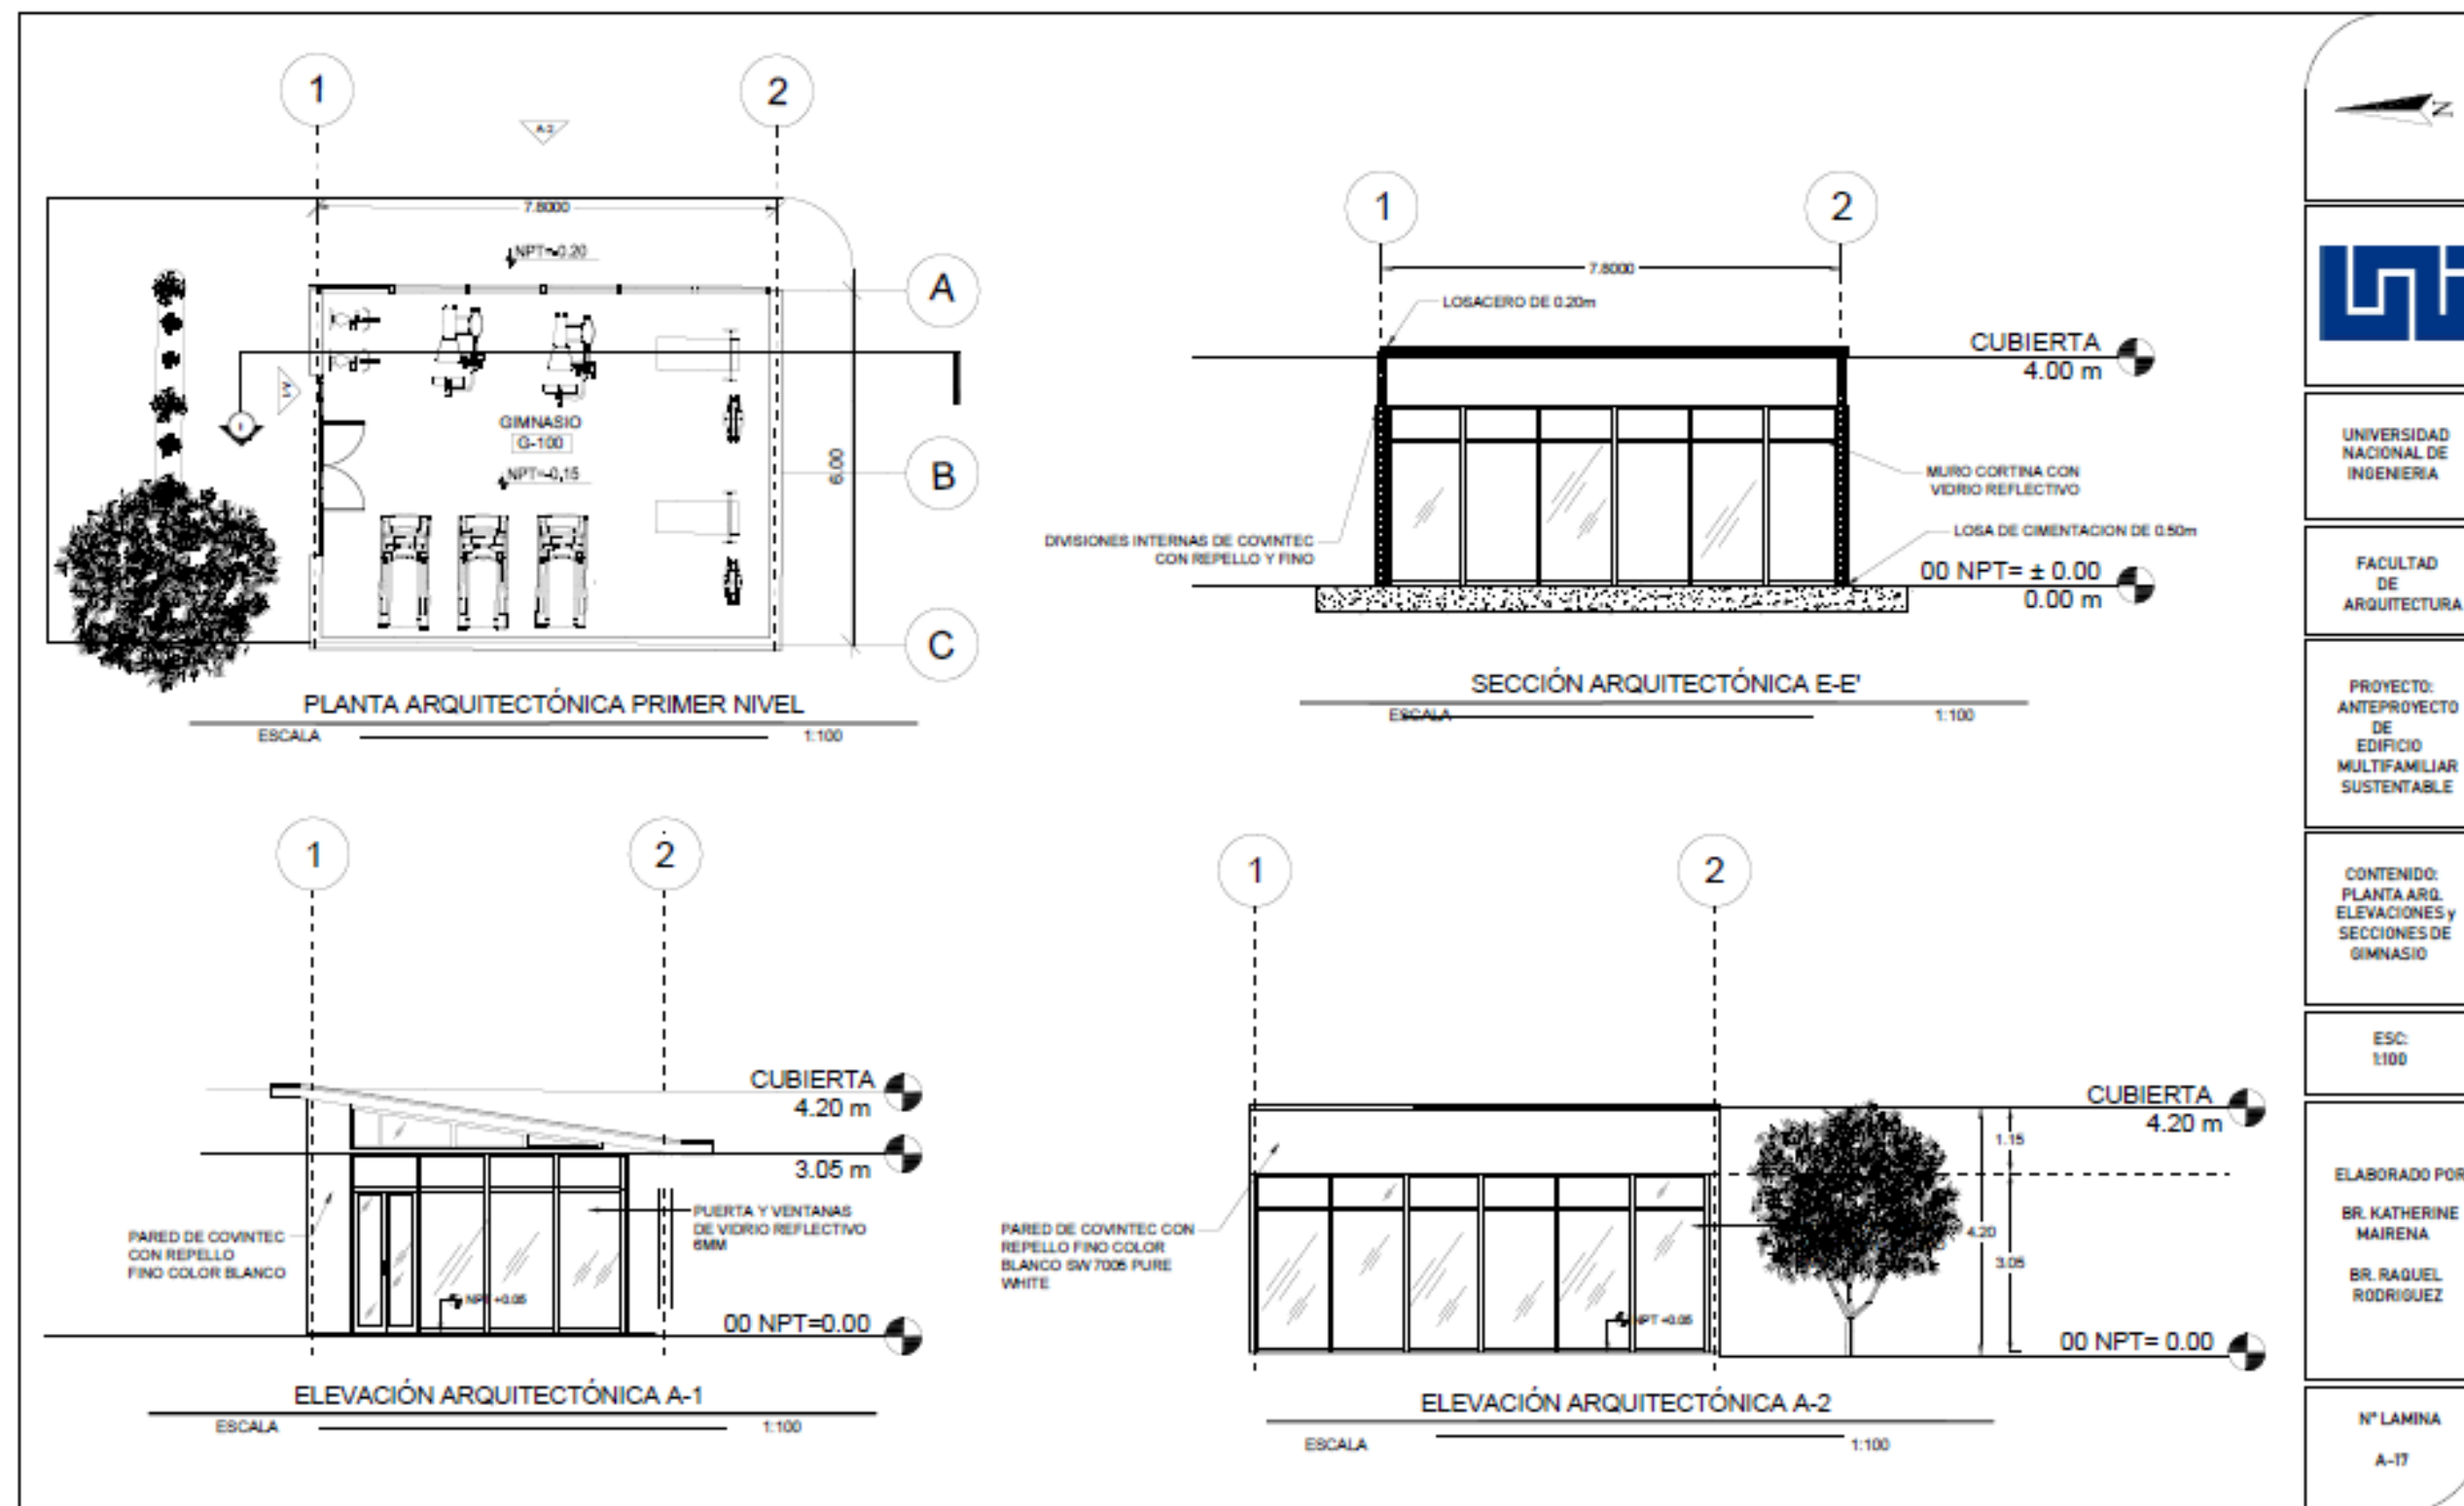 1
2
A-2
7.8000
NPT=-0.20
A
GIMNASIO
G-100
NPT=-0,15
B
6.00
C
PLANTA ARQUITECTÓNICA PRIMER NIVEL
ESCALA 1:100
1
2
7.8000
LOSACERO DE 0.20m
CUBIERTA
4.00 m
MURO CORTINA CON
VIDRIO REFLECTIVO
LOSA DE CIMENTACION DE 0.50m
DIVISIONES INTERNAS DE COVINTEC
CON REPELLO Y FINO
00 NPT= ± 0.00
0.00 m
SECCIÓN ARQUITECTÓNICA E-E'
ESCALA 1:100
1
2
CUBIERTA
4.20 m
3.05 m
PARED DE COVINTEC
CON REPELLO
FINO COLOR BLANCO
PUERTA Y VENTANAS
DE VIDRIO REFLECTIVO
6MM
NPT +0.05
00 NPT=0.00
ELEVACIÓN ARQUITECTÓNICA A-1
ESCALA 1:100
1
2
CUBIERTA
4.20 m
1.15
4.20
3.05
PARED DE COVINTEC CON
REPELLO FINO COLOR
BLANCO SW7005 PURE
WHITE
NPT +0.05
00 NPT= 0.00
ELEVACIÓN ARQUITECTÓNICA A-2
ESCALA 1:100
N
UNIVERSIDAD
NACIONAL DE
INGENIERIA
FACULTAD
DE
ARQUITECTURA
PROYECTO:
ANTEPROYECTO
DE
EDIFICIO
MULTIFAMILIAR
SUSTENTABLE
CONTENIDO:
PLANTA ARQ.
ELEVACIONES y
SECCIONES DE
GIMNASIO
ESC:
1:100
ELABORADO POR
BR. KATHERINE
MAIRENA
BR. RAQUEL
RODRIGUEZ
N° LAMINA
A-17